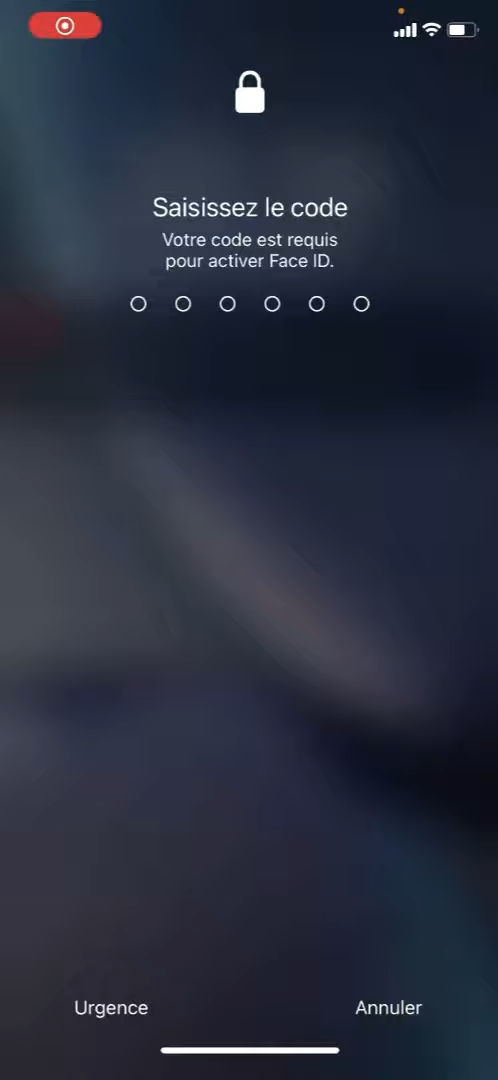 Saisissez le code
Votre code est requis
pour activer Face ID.
Urgence
Annuler